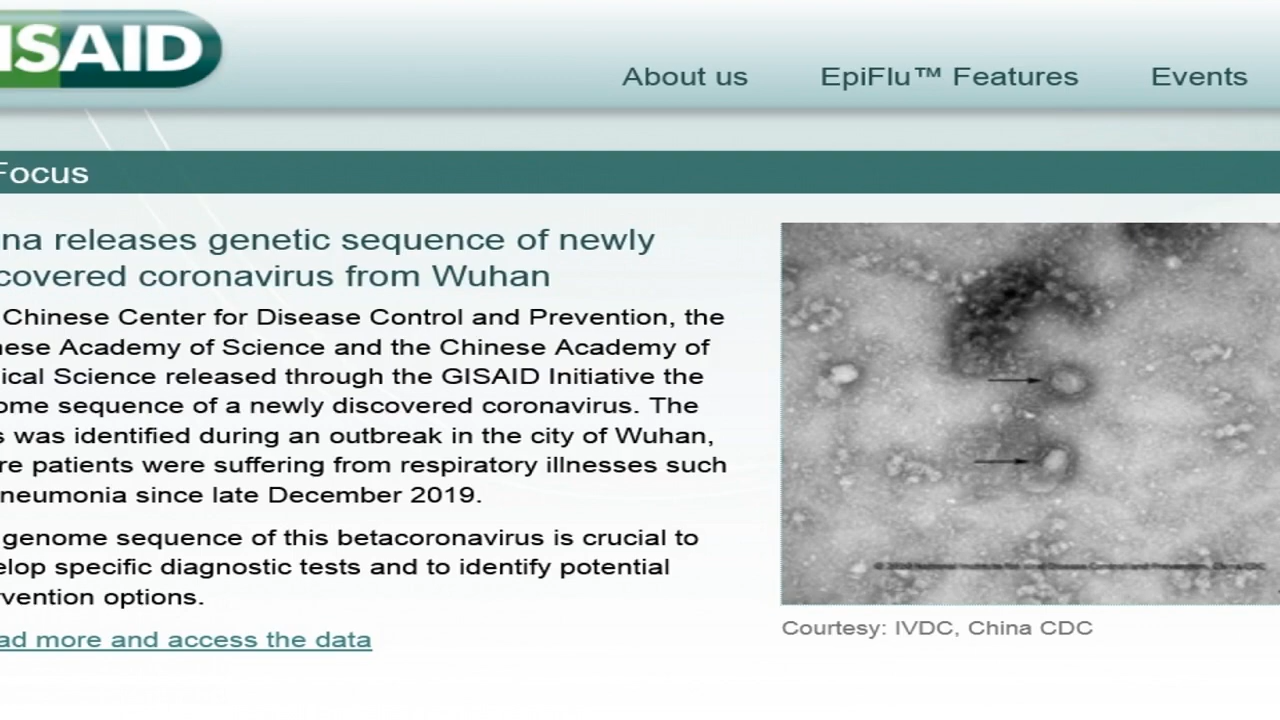 ISAID
About us EpiFlu™ Features Events
Focus
na releases genetic sequence of newly
covered coronavirus from Wuhan
Chinese Center for Disease Control and Prevention, the
nese Academy of Science and the Chinese Academy of
ical Science released through the GISAID Initiative the
ome sequence of a newly discovered coronavirus. The
s was identified during an outbreak in the city of Wuhan,
re patients were suffering from respiratory illnesses such
neumonia since late December 2019.
genome sequence of this betacoronavirus is crucial to
elop specific diagnostic tests and to identify potential
vention options.
ad more and access the data
Courtesy: IVDC, China CDC